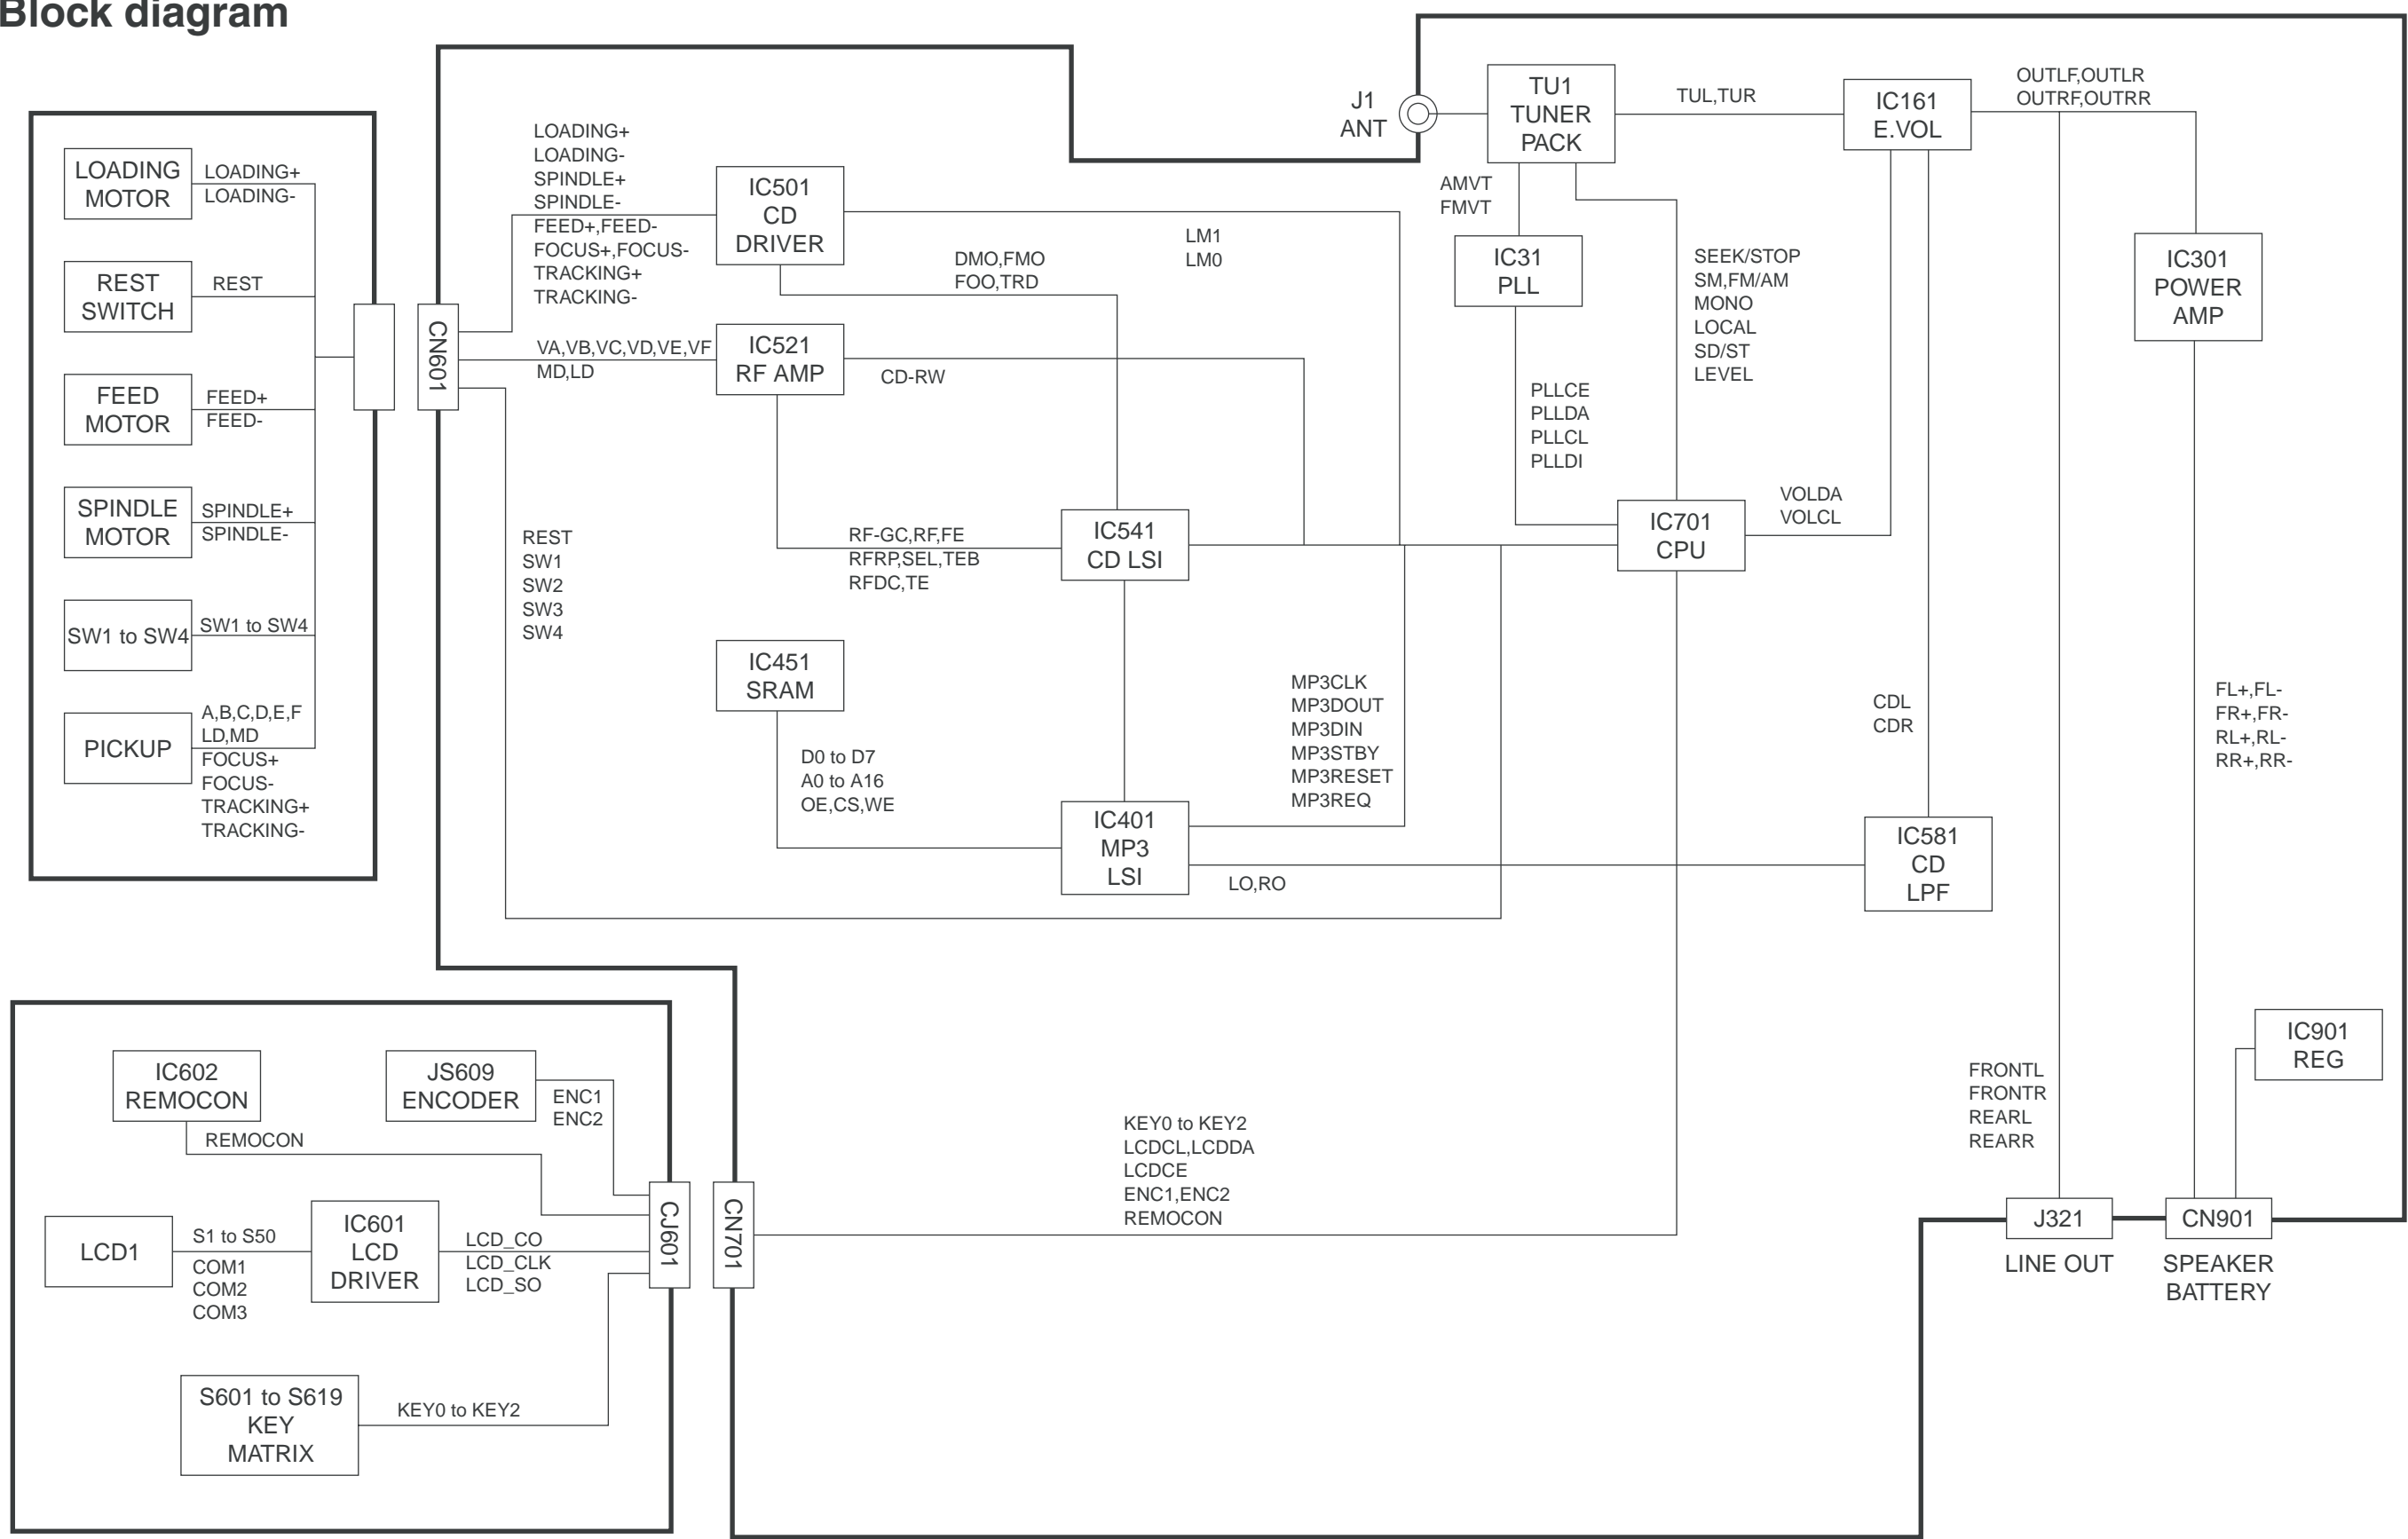 Block diagram
LOADING
MOTOR
LOADING+
LOADING-
REST
SWITCH
REST
FEED
MOTOR
FEED+
FEED-
SPINDLE
MOTOR
SPINDLE+
SPINDLE-
SW1 to SW4
SW1 to SW4
PICKUP
A,B,C,D,E,F
LD,MD
FOCUS+
FOCUS-
TRACKING+
TRACKING-
CN601
LOADING+
LOADING-
SPINDLE+
SPINDLE-
FEED+,FEED-
FOCUS+,FOCUS-
TRACKING+
TRACKING-
IC501
CD
DRIVER
DMO,FMO
FOO,TRD
LM1
LM0
VA,VB,VC,VD,VE,VF
MD,LD
IC521
RF AMP
CD-RW
REST
SW1
SW2
SW3
SW4
RF-GC,RF,FE
RFRP,SEL,TEB
RFDC,TE
IC541
CD LSI
IC451
SRAM
D0 to D7
A0 to A16
OE,CS,WE
MP3CLK
MP3DOUT
MP3DIN
MP3STBY
MP3RESET
MP3REQ
IC401
MP3
LSI
LO,RO
J1
ANT
TU1
TUNER
PACK
TUL,TUR
IC161
E.VOL
OUTLF,OUTLR
OUTRF,OUTRR
AMVT
FMVT
IC31
PLL
SEEK/STOP
SM,FM/AM
MONO
LOCAL
SD/ST
LEVEL
PLLCE
PLLDA
PLLCL
PLLDI
IC701
CPU
VOLDA
VOLCL
IC301
POWER
AMP
CDL
CDR
FL+,FL-
FR+,FR-
RL+,RL-
RR+,RR-
IC581
CD
LPF
IC901
REG
FRONTL
FRONTR
REARL
REARR
J321
LINE OUT
CN901
SPEAKER
BATTERY
IC602
REMOCON
REMOCON
JS609
ENCODER
ENC1
ENC2
LCD1
S1 to S50
COM1
COM2
COM3
IC601
LCD
DRIVER
LCD_CO
LCD_CLK
LCD_SO
CJ601
CN701
KEY0 to KEY2
LCDCL,LCDDA
LCDCE
ENC1,ENC2
REMOCON
S601 to S619
KEY
MATRIX
KEY0 to KEY2